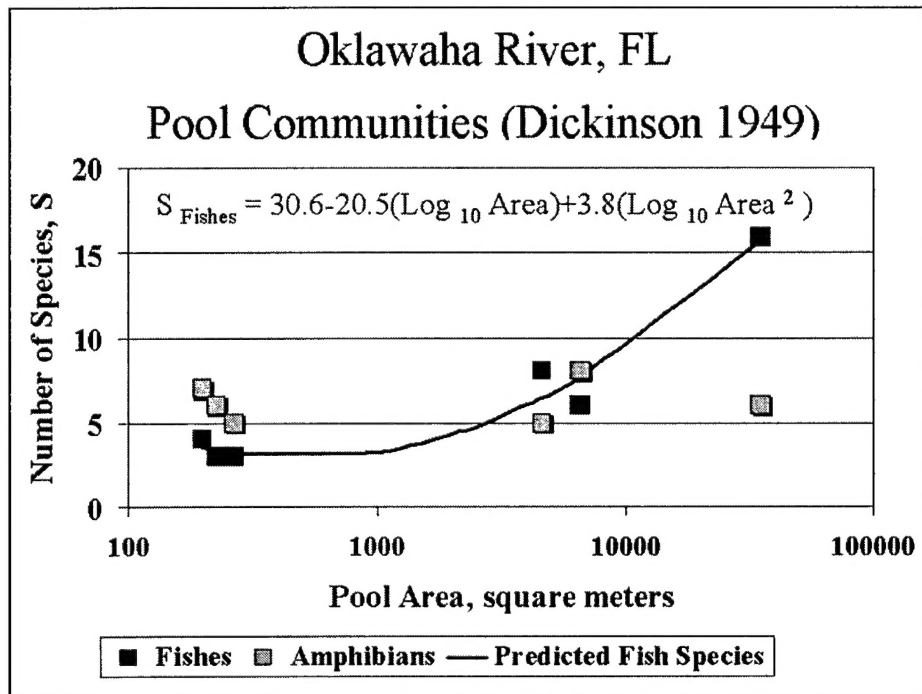 Oklawaha River, FL
Pool Communities (Dickinson 1949)
S Fishes = 30.6-20.5(Log 10 Area)+3.8(Log 10 Area ²)
Number of Species, S
20
15
10
5
0
100 1000 10000 100000
Pool Area, square meters
Fishes Amphibians Predicted Fish Species